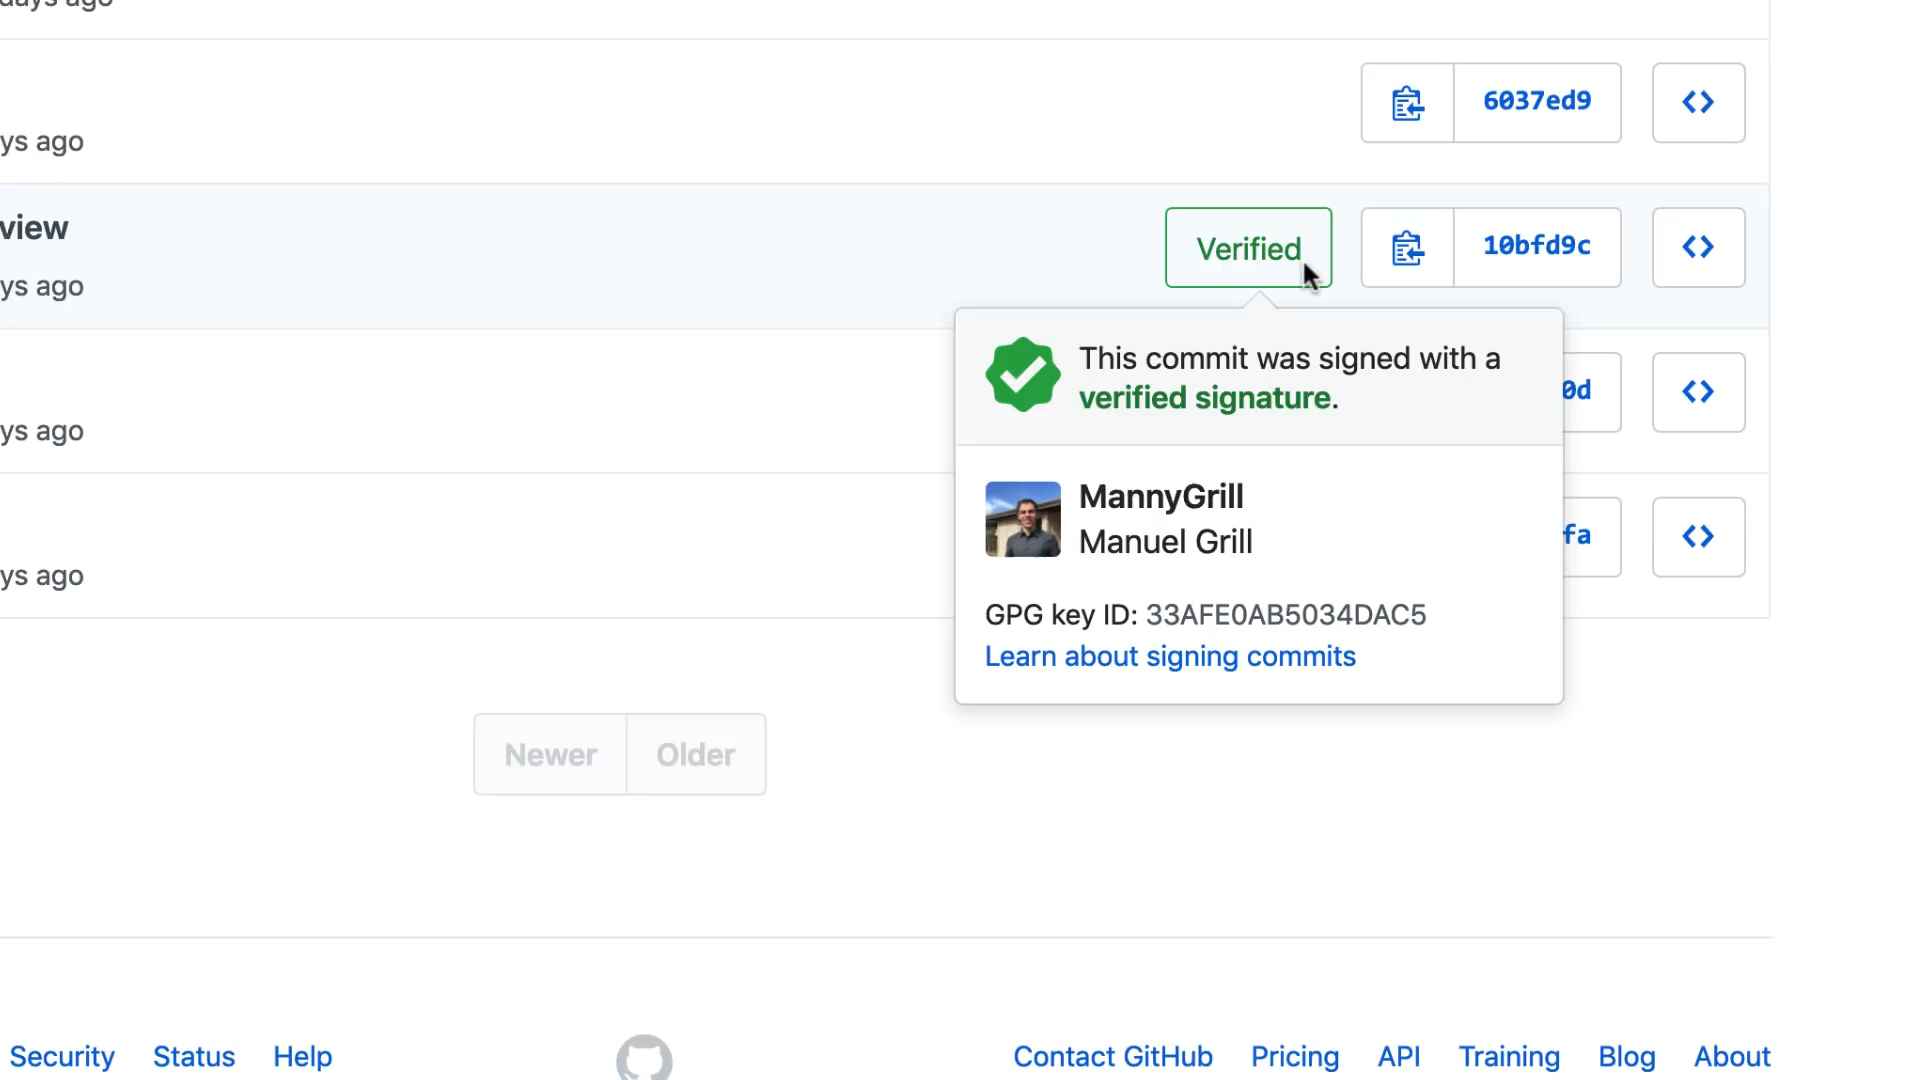 days ago
6037ed9
ys ago
view
Verified
10bfd9c
ys ago
This commit was signed with a
verified signature.
0d
ys ago
MannyGrill
Manuel Grill
fa
ys ago
GPG key ID: 33AFE0AB5034DAC5
Learn about signing commits
Newer Older
Security Status Help Contact GitHub Pricing API Training Blog About